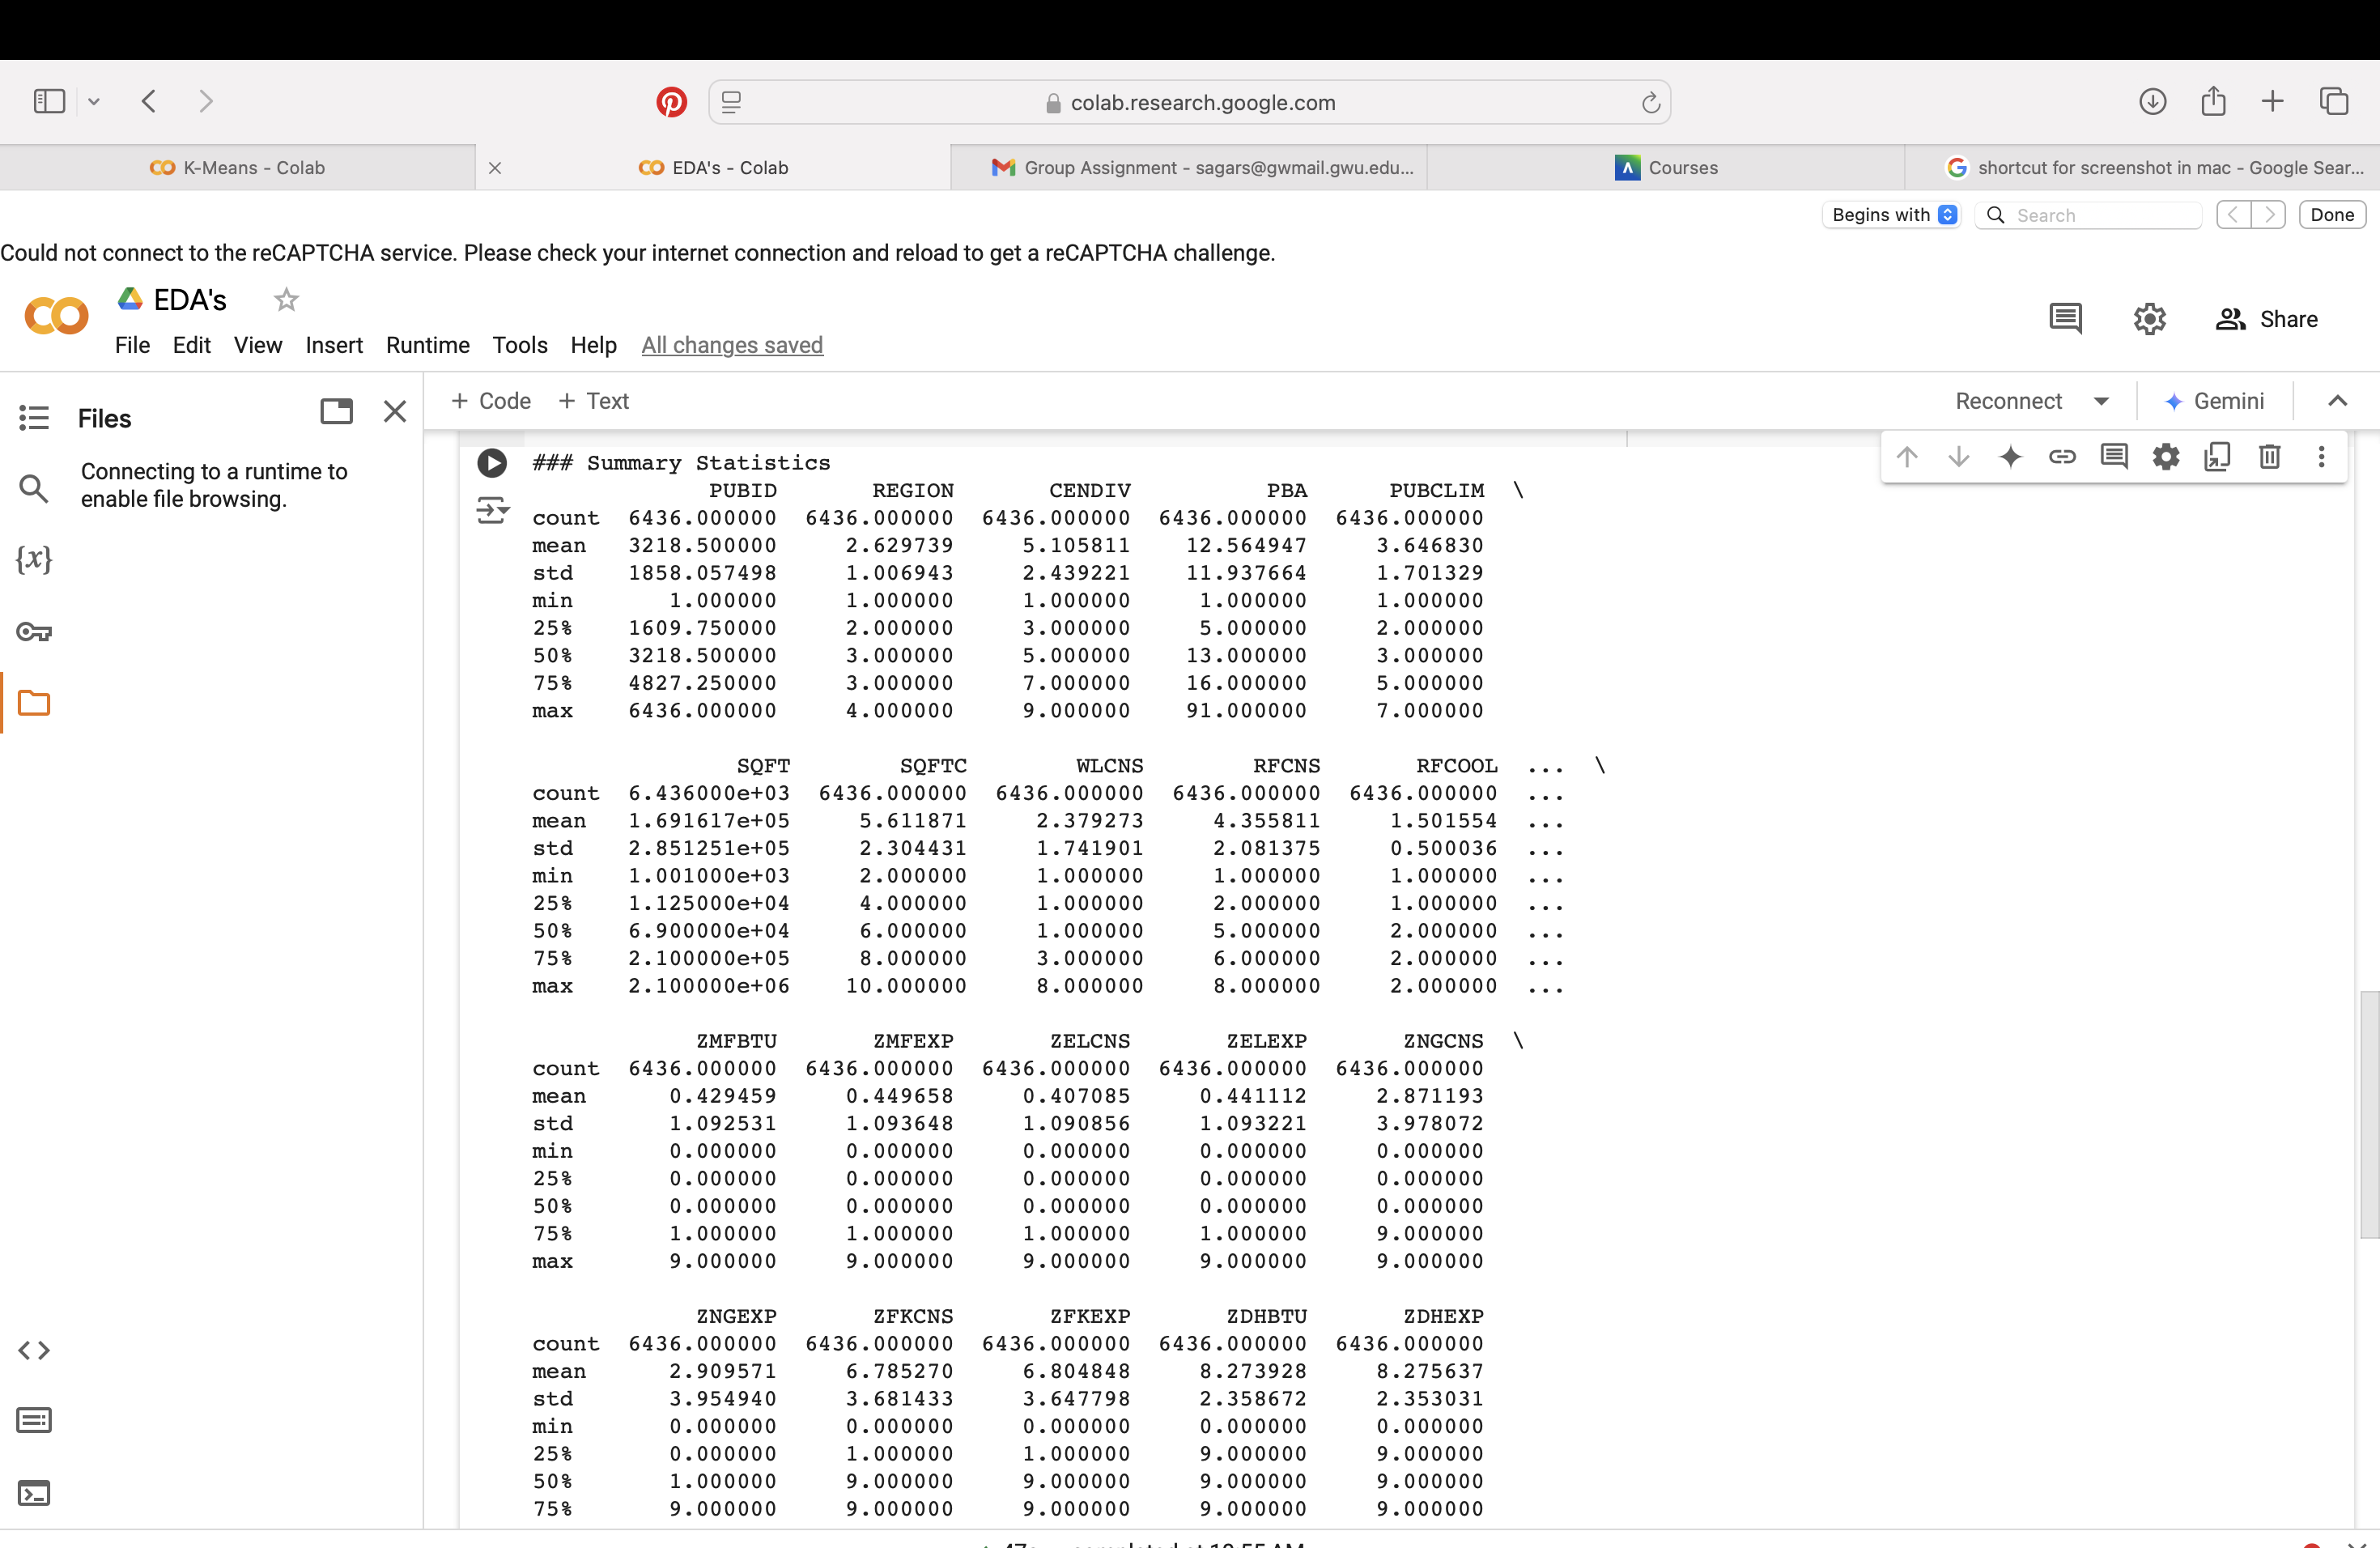 colab.research.google.com
K-Means - Colab
EDA's - Colab
Group Assignment - sagars@gwmail.gwu.edu...
Courses
shortcut for screenshot in mac - Google Sear...
Begins with
Search
Done
Could not connect to the reCAPTCHA service. Please check your internet connection and reload to get a reCAPTCHA challenge.
EDA's
File Edit View Insert Runtime Tools Help All changes saved
Share
Files
+ Code + Text
Reconnect
Gemini
Connecting to a runtime to
enable file browsing.
{x}
### Summary Statistics
PUBID REGION CENDIV PBA PUBCLIM \
count 6436.000000 6436.000000 6436.000000 6436.000000 6436.000000
mean 3218.500000 2.629739 5.105811 12.564947 3.646830
std 1858.057498 1.006943 2.439221 11.937664 1.701329
min 1.000000 1.000000 1.000000 1.000000 1.000000
25% 1609.750000 2.000000 3.000000 5.000000 2.000000
50% 3218.500000 3.000000 5.000000 13.000000 3.000000
75% 4827.250000 3.000000 7.000000 16.000000 5.000000
max 6436.000000 4.000000 9.000000 91.000000 7.000000
SQFT SQFTC WLCNS RFCNS RFCOOL ... \
count 6.436000e+03 6436.000000 6436.000000 6436.000000 6436.000000 ...
mean 1.691617e+05 5.611871 2.379273 4.355811 1.501554 ...
std 2.851251e+05 2.304431 1.741901 2.081375 0.500036 ...
min 1.001000e+03 2.000000 1.000000 1.000000 1.000000 ...
25% 1.125000e+04 4.000000 1.000000 2.000000 1.000000 ...
50% 6.900000e+04 6.000000 1.000000 5.000000 2.000000 ...
75% 2.100000e+05 8.000000 3.000000 6.000000 2.000000 ...
max 2.100000e+06 10.000000 8.000000 8.000000 2.000000 ...
ZMFBTU ZMFEXP ZELCNS ZELEXP ZNGCNS \
count 6436.000000 6436.000000 6436.000000 6436.000000 6436.000000
mean 0.429459 0.449658 0.407085 0.441112 2.871193
std 1.092531 1.093648 1.090856 1.093221 3.978072
min 0.000000 0.000000 0.000000 0.000000 0.000000
25% 0.000000 0.000000 0.000000 0.000000 0.000000
50% 0.000000 0.000000 0.000000 0.000000 0.000000
75% 1.000000 1.000000 1.000000 1.000000 9.000000
max 9.000000 9.000000 9.000000 9.000000 9.000000
ZNGEXP ZFKCNS ZFKEXP ZDHBTU ZDHEXP
count 6436.000000 6436.000000 6436.000000 6436.000000 6436.000000
mean 2.909571 6.785270 6.804848 8.273928 8.275637
std 3.954940 3.681433 3.647798 2.358672 2.353031
min 0.000000 0.000000 0.000000 0.000000 0.000000
25% 0.000000 1.000000 1.000000 9.000000 9.000000
50% 1.000000 9.000000 9.000000 9.000000 9.000000
75% 9.000000 9.000000 9.000000 9.000000 9.000000